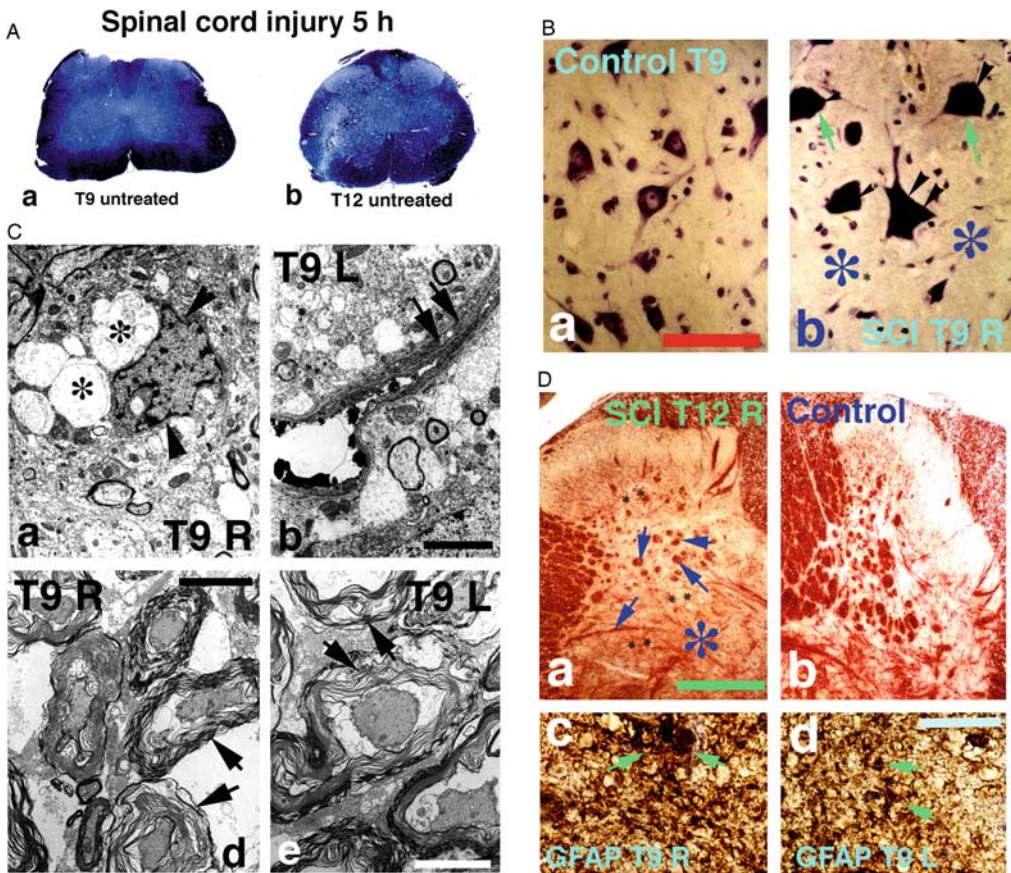 Spinal cord injury 5 h
A
a
T9 untreated
b
T12 untreated
B
Control T9
a
b
SCI T9 R
C
a
T9 R
T9 L
b
T9 R
d
T9 L
e
D
SCI T12 R
a
Control
b
c
GFAP T9 R
d
GFAP T9 L